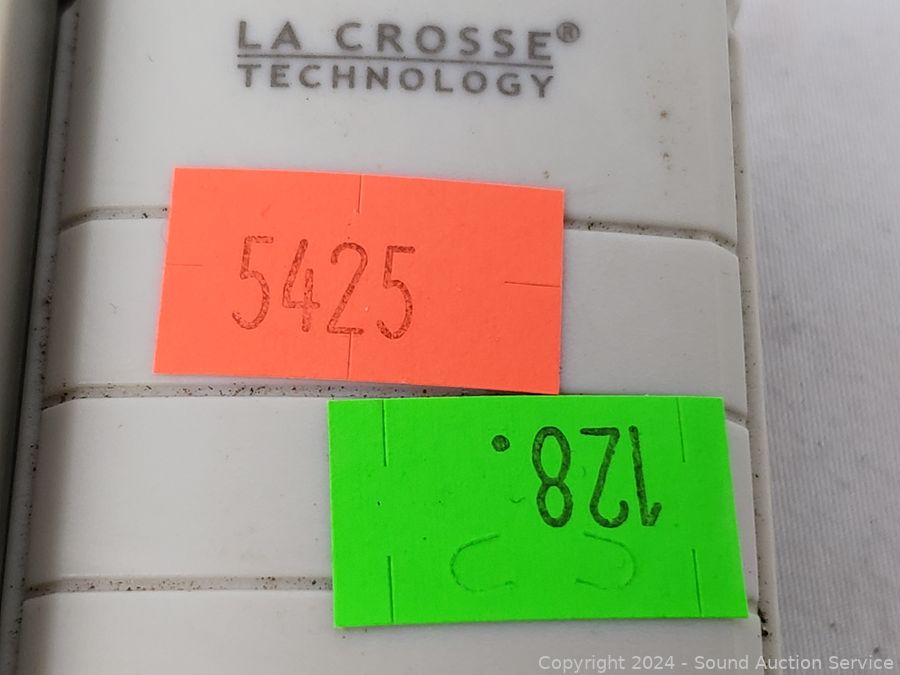 LA CROSSE®
TECHNOLOGY
5425
128.
Copyright 2024 - Sound Auction Service